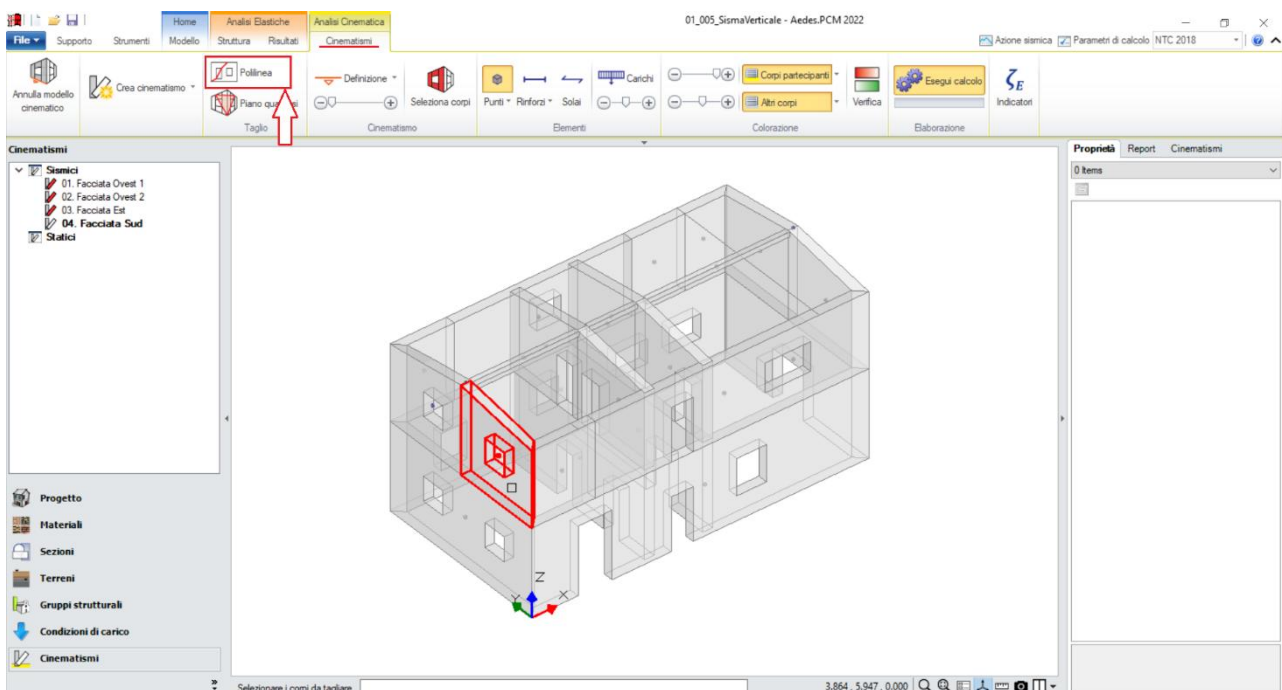 Home
Analisi Elastiche
Analisi Cinematica
01_005_SismaVerticale - Aedes.PCM 2022
File
Supporto
Strumenti
Modello
Struttura
Risultati
Cinematismi
Azione sismica
Parametri di calcolo
NTC 2018
Annulla modello
cinematico
Crea cinematismo
Polilinea
Piano qu
si
Taglio
Definizione
Seleziona corpi
Cinematismo
Punti
Rinforzi
Solai
Carichi
Elementi
Corpi partecipanti
Altri corpi
Verifica
Colorazione
Esegui calcolo
Elaborazione
ζE
Indicatori
Cinematismi
Sismici
01. Facciata Ovest 1
02. Facciata Ovest 2
03. Facciata Est
04. Facciata Sud
Statici
Progetto
Materiali
Sezioni
Terreni
Gruppi strutturali
Condizioni di carico
Cinematismi
Z
Y
X
Proprietà
Report
Cinematismi
0 Items
Selezionare i corpi da tagliare
3.864 , 5.947 , 0.000